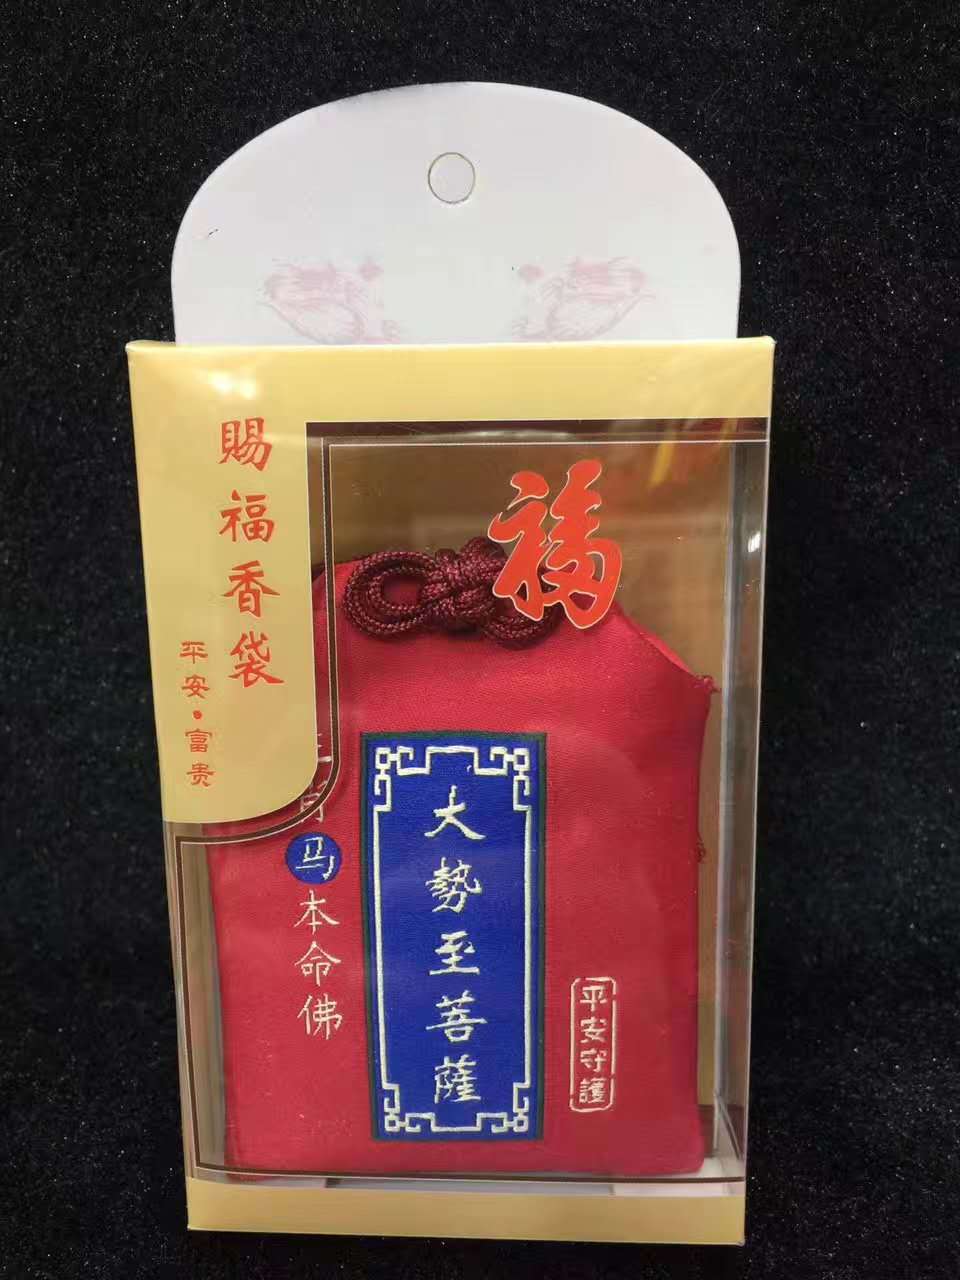 賜福香袋
平安·富贵
福
肖马本命佛
大勢至菩薩
平安守護